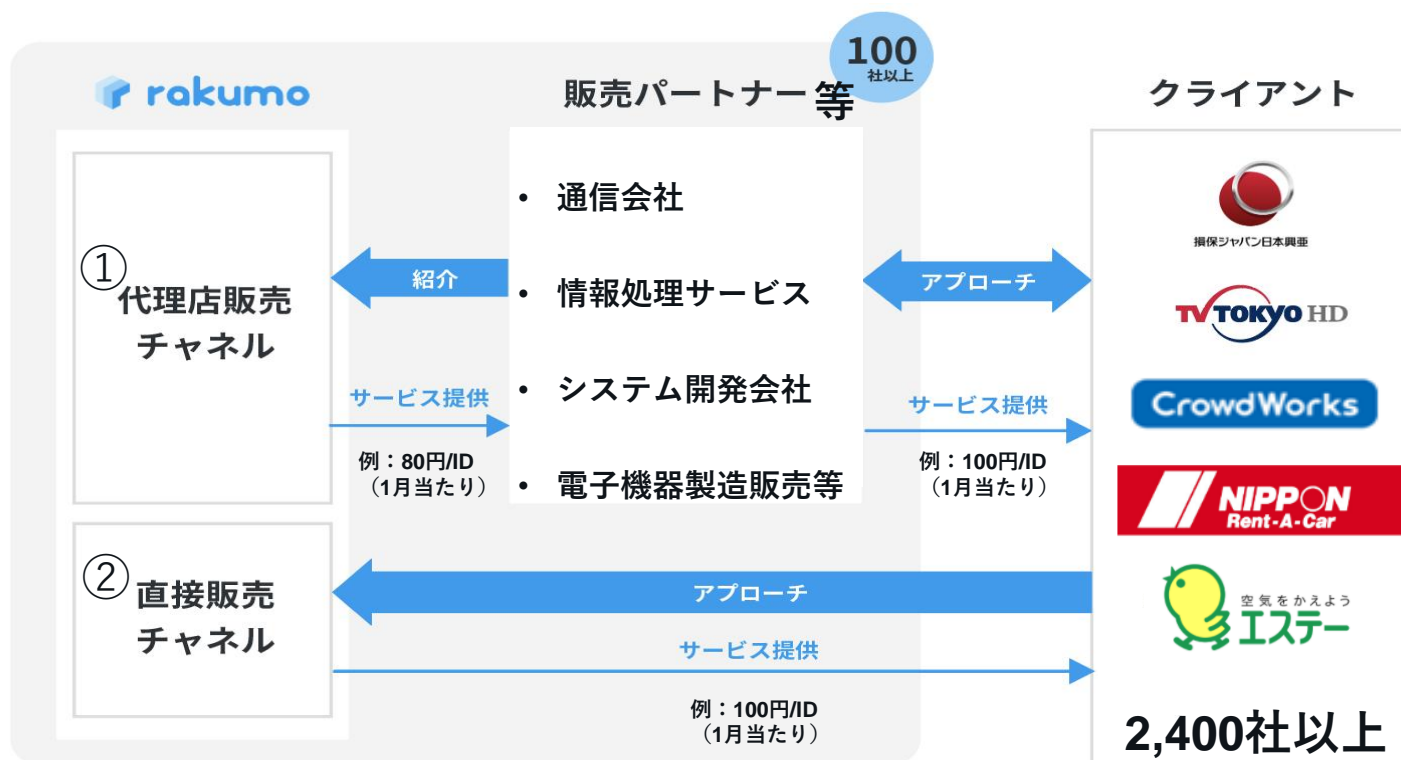 rakumo
販売パートナー等
100
社以上
クライアント
①
代理店販売
チャネル
紹介
サービス提供
例：80円/ID
（1月当たり）
• 通信会社
• 情報処理サービス
• システム開発会社
• 電子機器製造販売等
アプローチ
サービス提供
例：100円/ID
（1月当たり）
②
直接販売
チャネル
アプローチ
サービス提供
例：100円/ID
（1月当たり）
損保ジャパン日本興亜
TV TOKYO HD
CrowdWorks
NIPPON
Rent-A-Car
空気をかえよう
エステー
2,400社以上